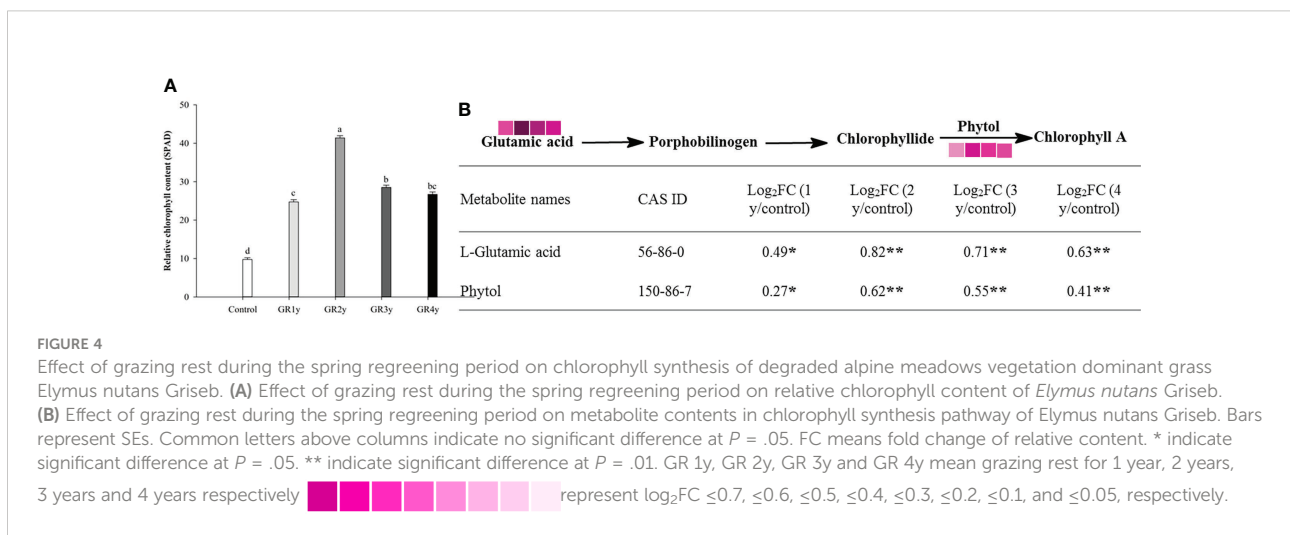 A
Relative chlorophyll content (SPAD)
50
40
30
20
10
0
d
c
a
b
bc
Control GR1y GR2y GR3y GR4y
B
Glutamic acid Porphobilinogen Chlorophyllide Phytol Chlorophyll A
Metabolite names CAS ID Log₂FC (1 y/control) Log₂FC (2 y/control) Log₂FC (3 y/control) Log₂FC (4 y/control)
L-Glutamic acid 56-86-0 0.49* 0.82** 0.71** 0.63**
Phytol 150-86-7 0.27* 0.62** 0.55** 0.41**
FIGURE 4
Effect of grazing rest during the spring regreening period on chlorophyll synthesis of degraded alpine meadows vegetation dominant grass
Elymus nutans Griseb. (A) Effect of grazing rest during the spring regreening period on relative chlorophyll content of Elymus nutans Griseb.
(B) Effect of grazing rest during the spring regreening period on metabolite contents in chlorophyll synthesis pathway of Elymus nutans Griseb. Bars
represent SEs. Common letters above columns indicate no significant difference at P = .05. FC means fold change of relative content. * indicate
significant difference at P = .05. ** indicate significant difference at P = .01. GR 1y, GR 2y, GR 3y and GR 4y mean grazing rest for 1 year, 2 years,
3 years and 4 years respectively represent log₂FC ≤0.7, ≤0.6, ≤0.5, ≤0.4, ≤0.3, ≤0.2, ≤0.1, and ≤0.05, respectively.